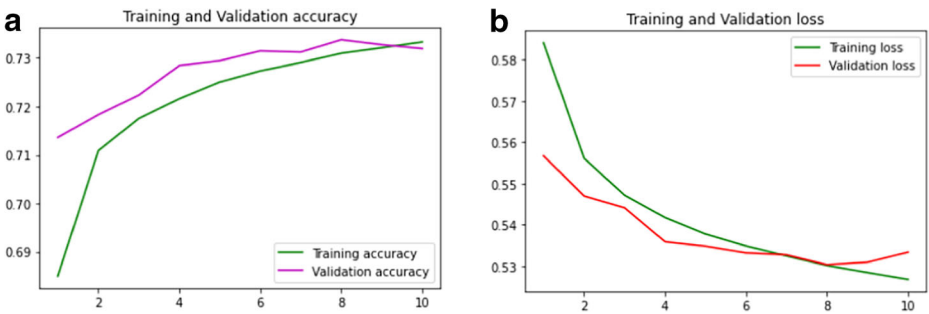 a
Training and Validation accuracy
0.73
0.72
0.71
0.70
0.69
Training accuracy
Validation accuracy
2 4 6 8 10
b
Training and Validation loss
Training loss
Validation loss
0.58
0.57
0.56
0.55
0.54
0.53
2 4 6 8 10